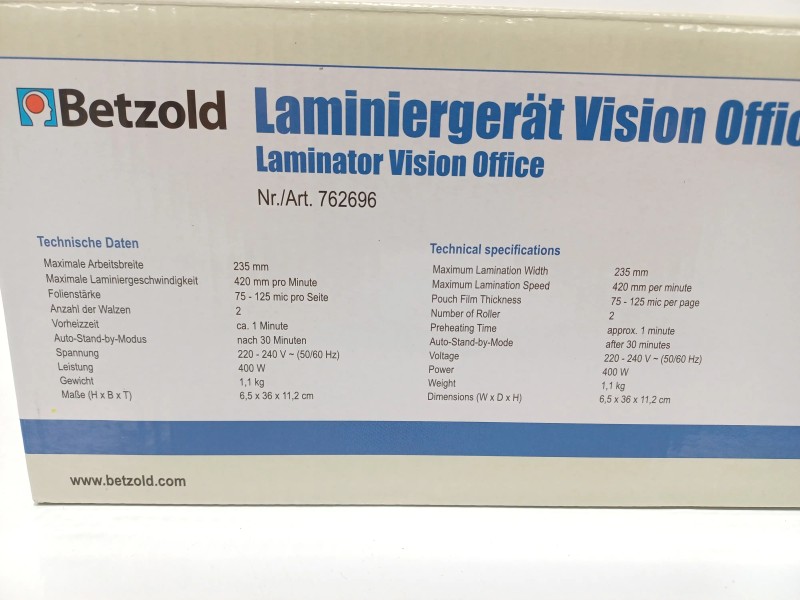 Betzold
Laminiergerät Vision Offic
Laminator Vision Office
Nr./Art. 762696
Technische Daten
Maximale Arbeitsbreite 235 mm
Maximale Laminiergeschwindigkeit 420 mm pro Minute
Folienstärke 75 - 125 mic pro Seite
Anzahl der Walzen 2
Vorheizzeit ca. 1 Minute
Auto-Stand-by-Modus nach 30 Minuten
Spannung 220 - 240 V ~ (50/60 Hz)
Leistung 400 W
Gewicht 1,1 kg
Maße (H x B x T) 6,5 x 36 x 11,2 cm
Technical specifications
Maximum Lamination Width 235 mm
Maximum Lamination Speed 420 mm per minute
Pouch Film Thickness 75 - 125 mic per page
Number of Roller 2
Preheating Time approx. 1 minute
Auto-Stand-by-Mode after 30 minutes
Voltage 220 - 240 V ~ (50/60 Hz)
Power 400 W
Weight 1,1 kg
Dimensions (W x D x H) 6,5 x 36 x 11,2 cm
www.betzold.com